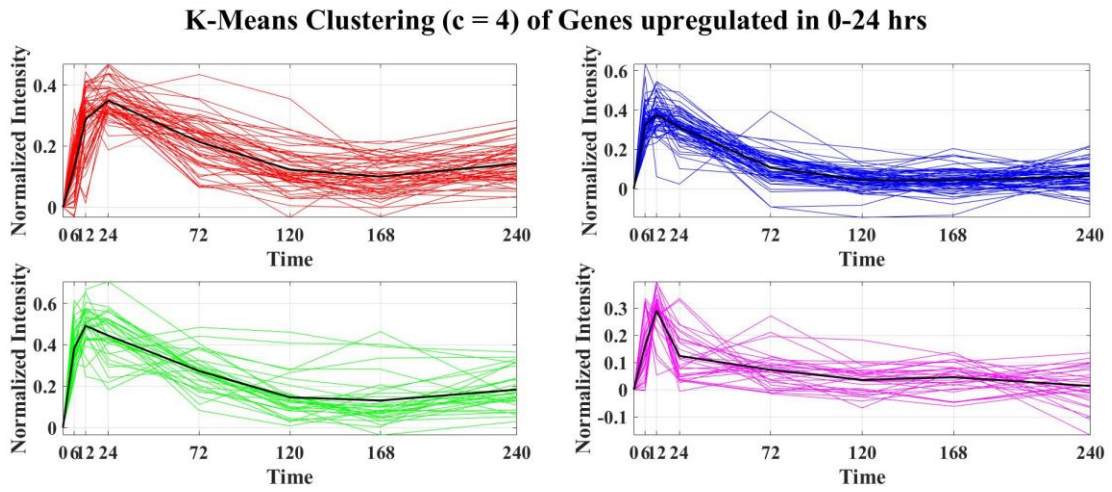 K-Means Clustering (c = 4) of Genes upregulated in 0-24 hrs
Normalized Intensity
0.4
0.2
0
0 6 12 24 72 120 168 240
Time
Normalized Intensity
0.6
0.4
0.2
0
0 6 12 24 72 120 168 240
Time
Normalized Intensity
0.6
0.4
0.2
0
0 6 12 24 72 120 168 240
Time
Normalized Intensity
0.3
0.2
0.1
0
-0.1
0 6 12 24 72 120 168 240
Time